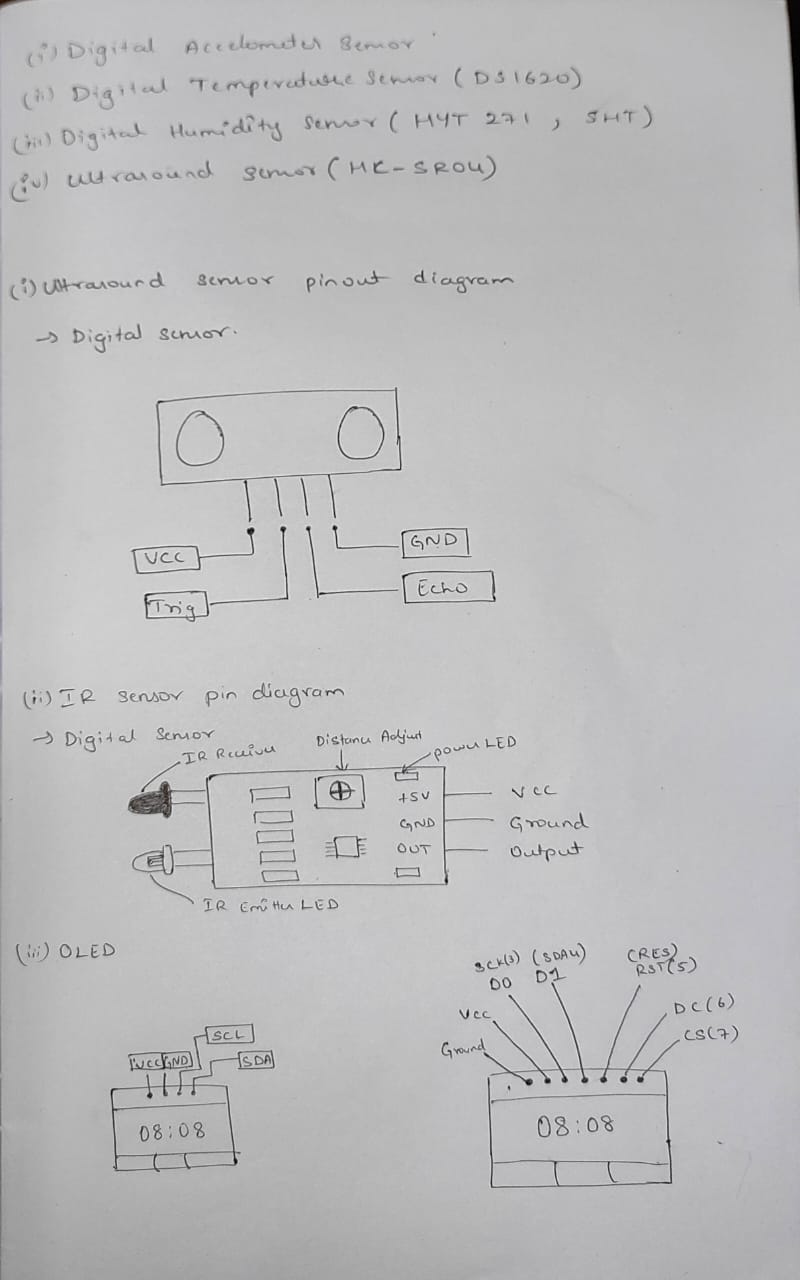 (i) Digital Accelometer Sensor
(ii) Digital Temperature Sensor (DS1620)
(iii) Digital Humidity Sensor (HYT 271, SHT)
(iv) Ultrasound sensor (HC-SR04)
(i) Ultrasound sensor pinout diagram
→ Digital sensor.
VCC
GND
Trig
Echo
(ii) IR sensor pin diagram
→ Digital Sensor
IR Receiver
Distance Adjust
power LED
+5V
VCC
GND
Ground
OUT
Output
IR Emitter LED
(iii) OLED
SCL
VCC
GND
SDA
08:08
SCK(3)
D0
(SDA4)
D1
(RES)
RST(5)
DC(6)
CS(7)
Vcc
Ground
08:08